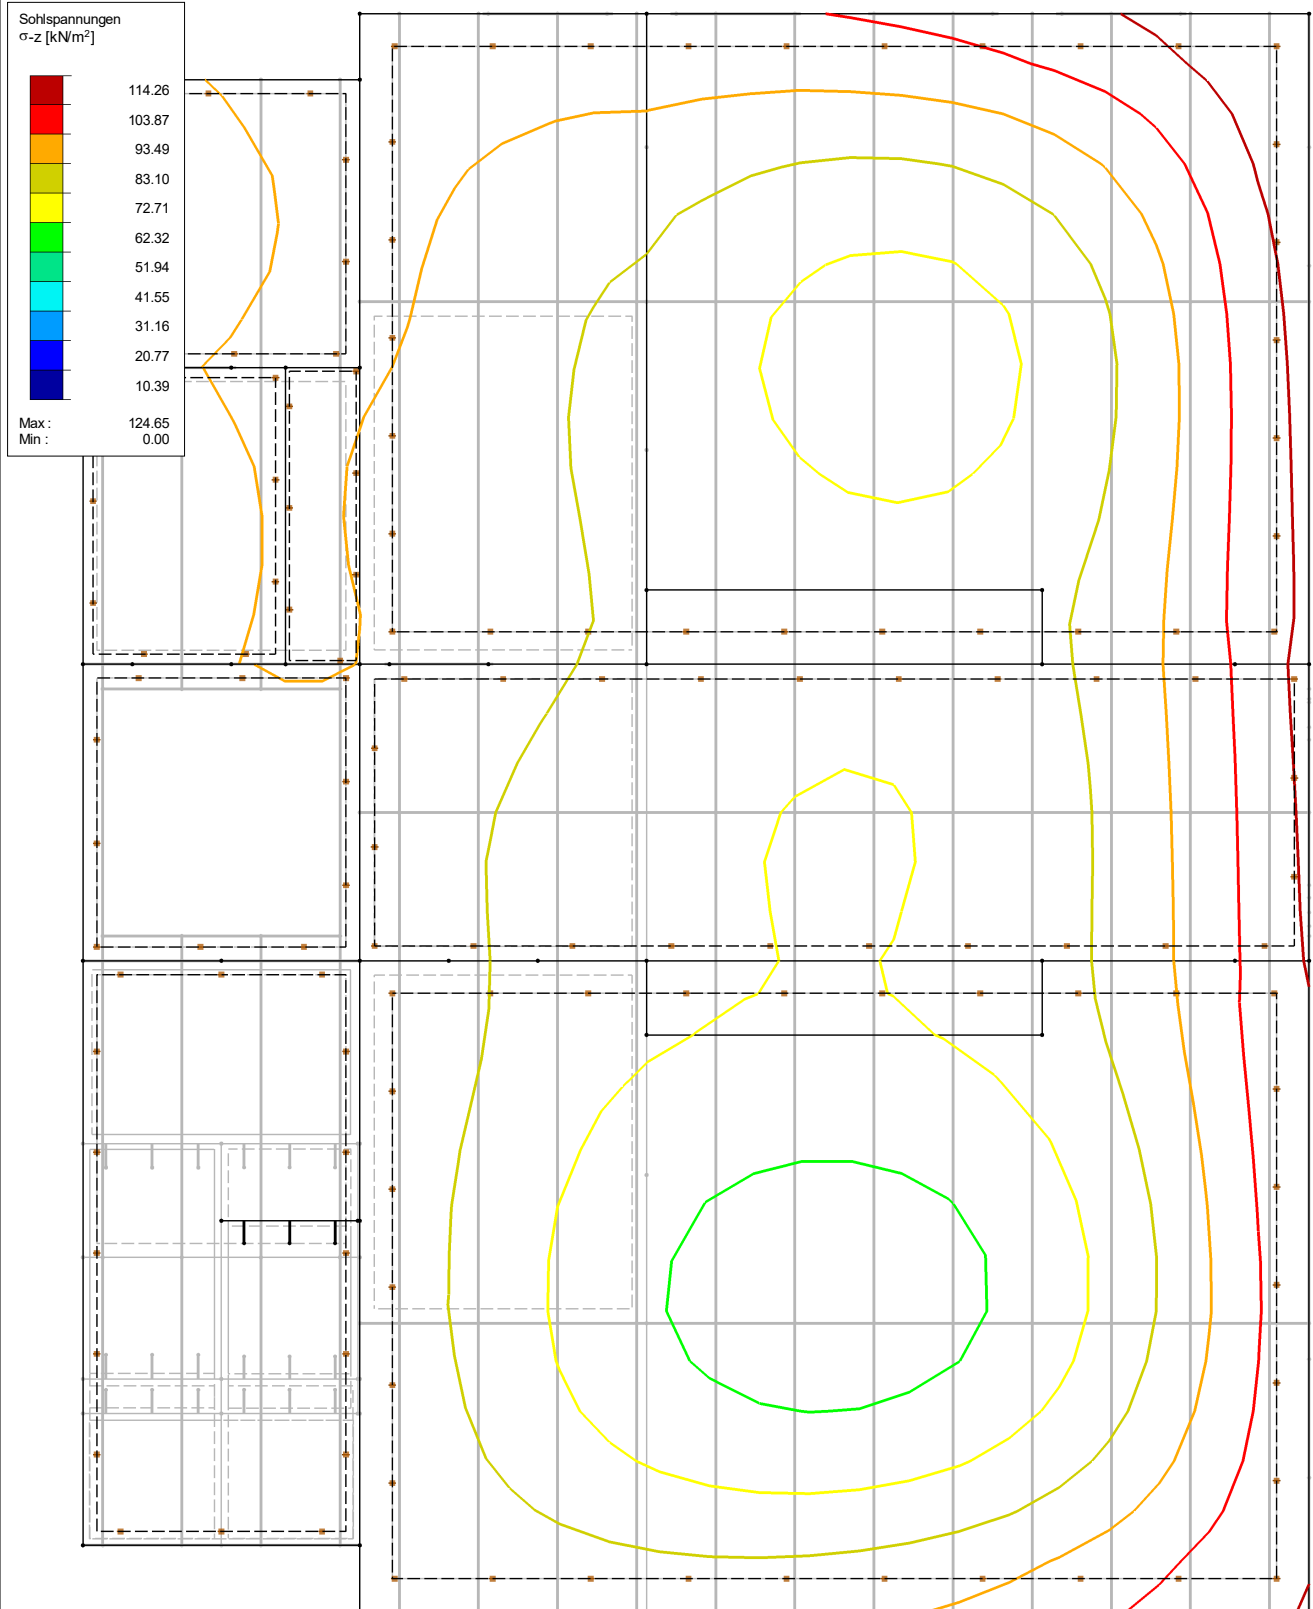 Sohlspannungen
σ-z [kN/m²]
114.26
103.87
93.49
83.10
72.71
62.32
51.94
41.55
31.16
20.77
10.39
Max : 124.65
Min : 0.00